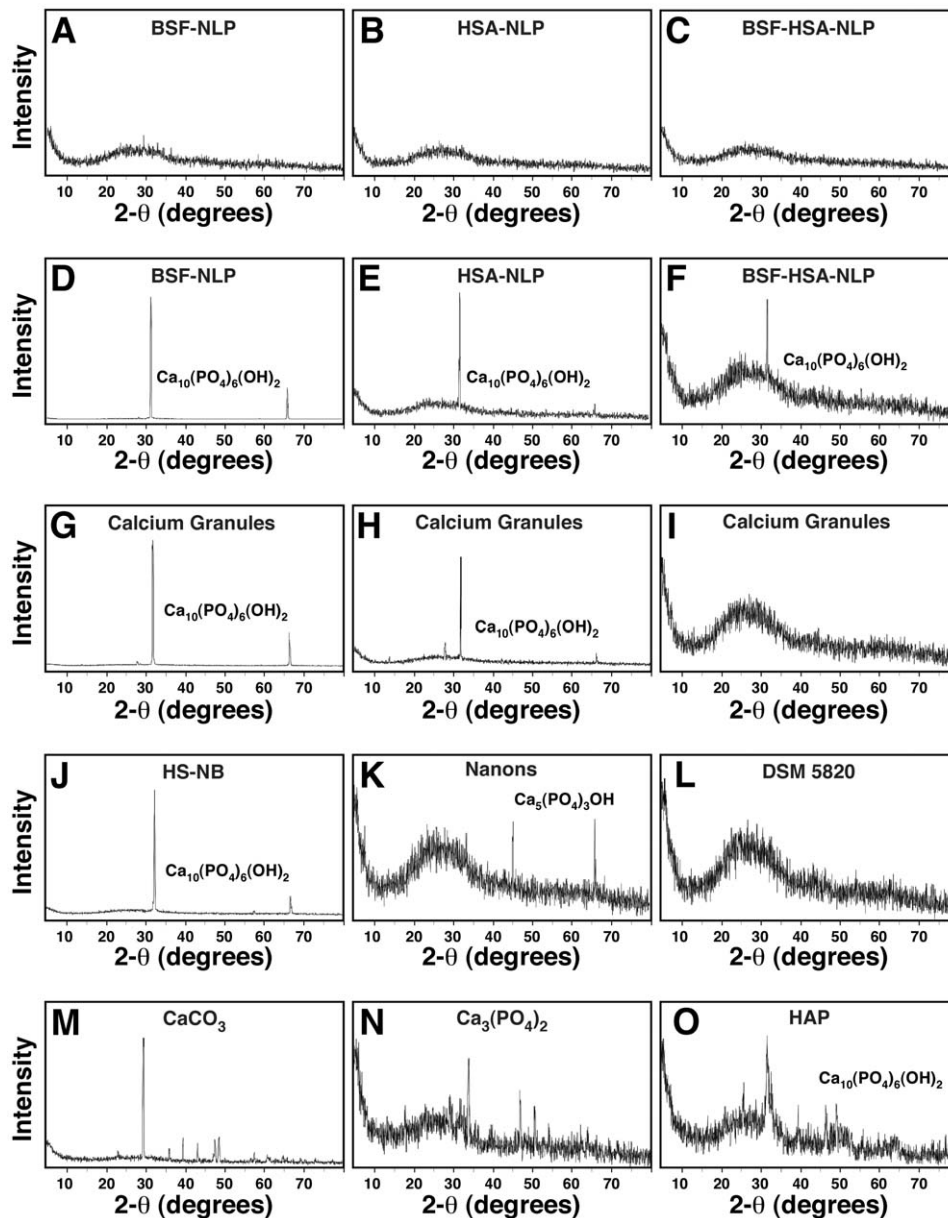 A BSF-NLP
B HSA-NLP
C BSF-HSA-NLP
Intensity
10 20 30 40 50 60 70
10 20 30 40 50 60 70
10 20 30 40 50 60 70
2-θ (degrees)
2-θ (degrees)
2-θ (degrees)
D BSF-NLP
E HSA-NLP
F BSF-HSA-NLP
Intensity
Ca₁₀(PO₄)₆(OH)₂
Ca₁₀(PO₄)₆(OH)₂
Ca₁₀(PO₄)₆(OH)₂
10 20 30 40 50 60 70
10 20 30 40 50 60 70
10 20 30 40 50 60 70
2-θ (degrees)
2-θ (degrees)
2-θ (degrees)
G Calcium Granules
H Calcium Granules
I Calcium Granules
Intensity
Ca₁₀(PO₄)₆(OH)₂
Ca₁₀(PO₄)₆(OH)₂
10 20 30 40 50 60 70
10 20 30 40 50 60 70
10 20 30 40 50 60 70
2-θ (degrees)
2-θ (degrees)
2-θ (degrees)
J HS-NB
K Nanons
L DSM 5820
Intensity
Ca₁₀(PO₄)₆(OH)₂
Ca₅(PO₄)₃OH
10 20 30 40 50 60 70
10 20 30 40 50 60 70
10 20 30 40 50 60 70
2-θ (degrees)
2-θ (degrees)
2-θ (degrees)
M CaCO₃
N Ca₃(PO₄)₂
O HAP
Intensity
Ca₁₀(PO₄)₆(OH)₂
10 20 30 40 50 60 70
10 20 30 40 50 60 70
10 20 30 40 50 60 70
2-θ (degrees)
2-θ (degrees)
2-θ (degrees)